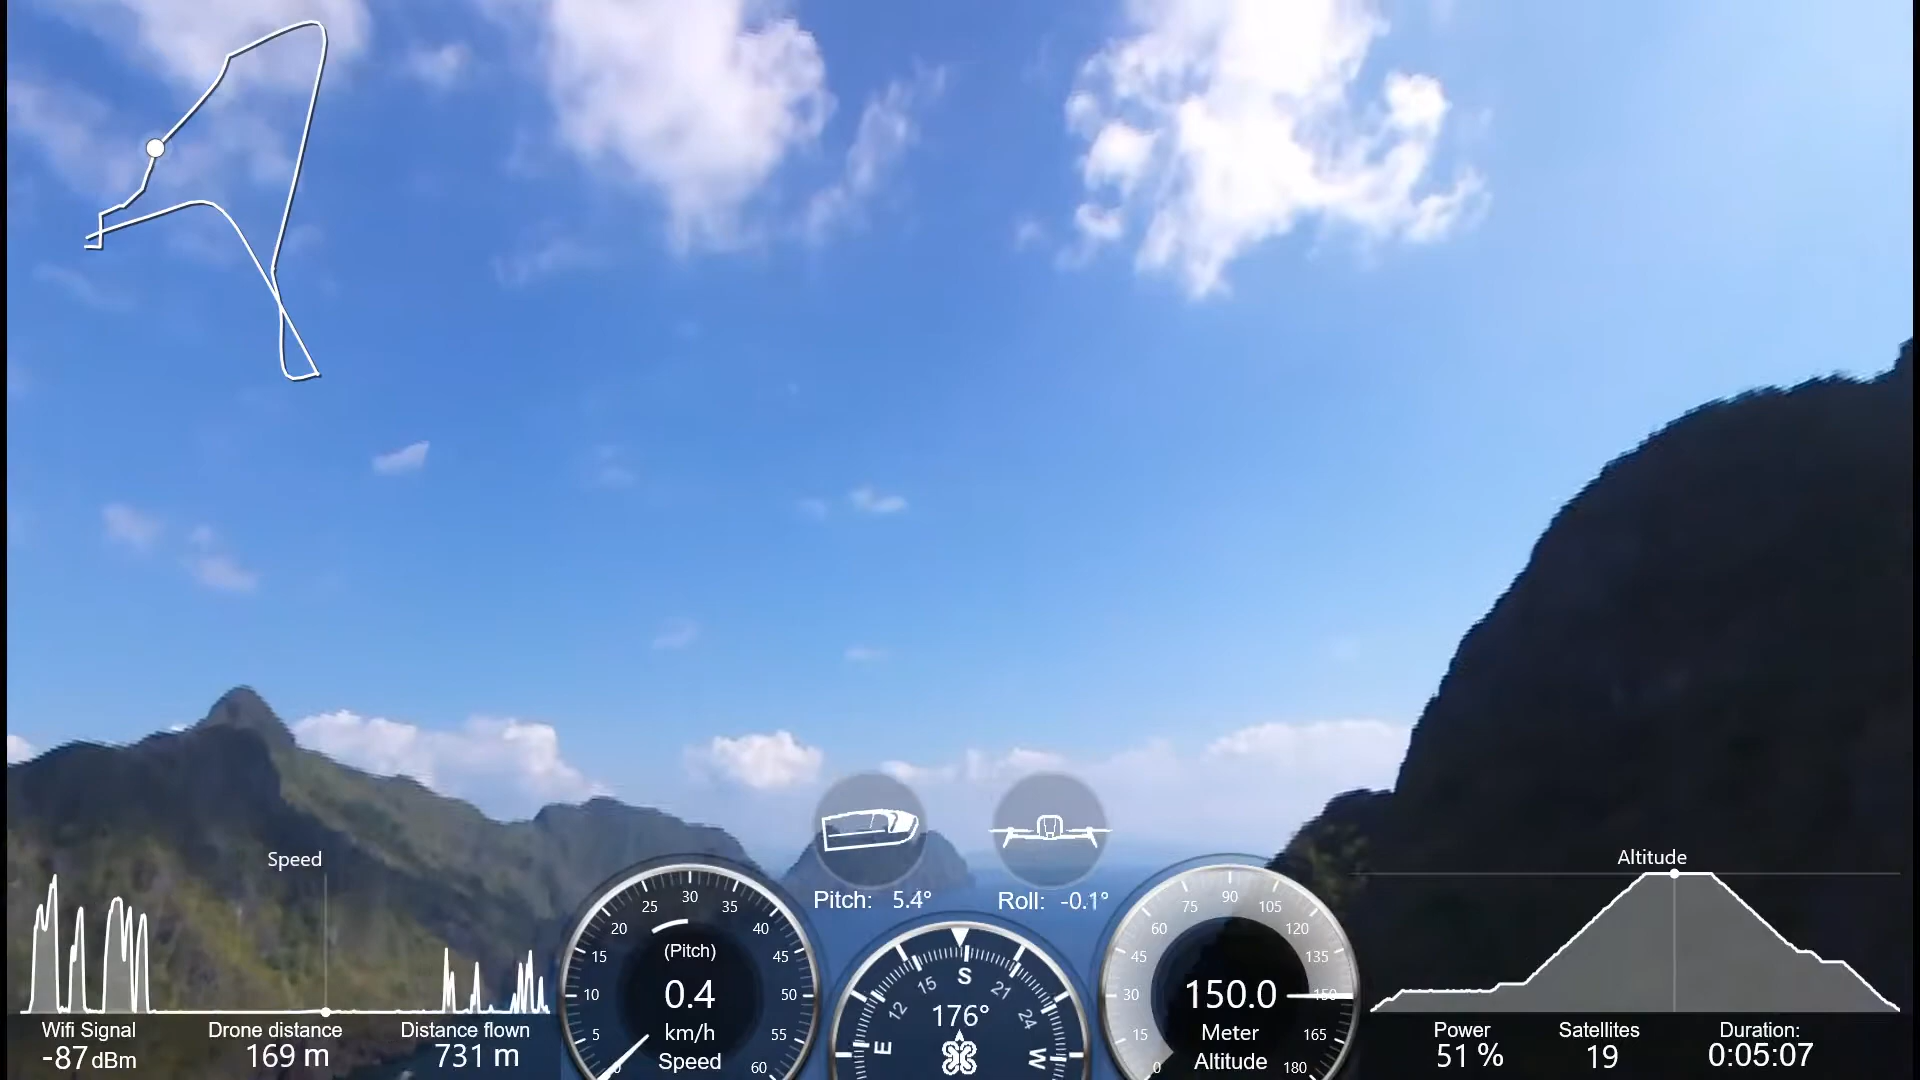 Speed
Wifi Signal
-87 dBm
Drone distance
169 m
Distance flown
731 m
0
5
10
15
20
25
30
35
40
45
50
55
60
(Pitch)
0.4
km/h
Speed
Pitch: 5.4°
Roll: -0.1°
E
12
15
S
21
24
W
176°
0
15
30
45
60
75
90
105
120
135
150
165
180
150.0
Meter
Altitude
Altitude
Power
51 %
Satellites
19
Duration:
0:05:07